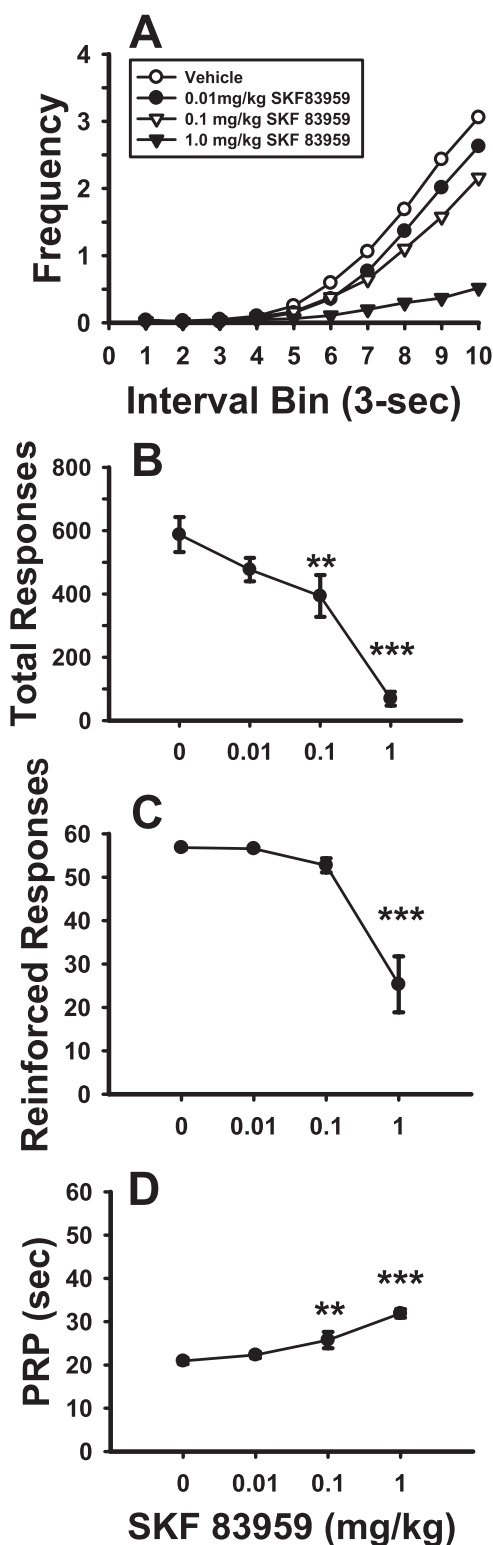 A
4
3
2
1
0
Frequency
Vehicle
0.01mg/kg SKF83959
0.1 mg/kg SKF 83959
1.0 mg/kg SKF 83959
0 1 2 3 4 5 6 7 8 9 10
Interval Bin (3-sec)
B
800
600
400
200
0
Total Responses
**
***
0 0.01 0.1 1
C
60
50
40
30
20
10
0
Reinforced Responses
***
0 0.01 0.1 1
D
60
50
40
30
20
10
0
PRP (sec)
**
***
0 0.01 0.1 1
SKF 83959 (mg/kg)